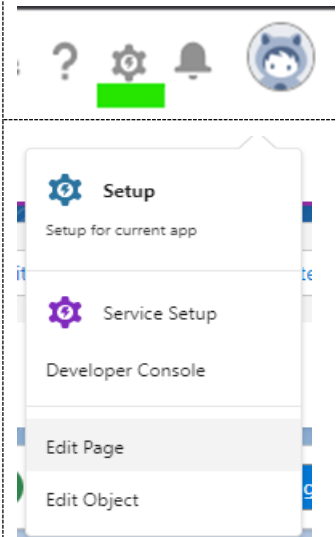 ?
Setup
Setup for current app
Service Setup
Developer Console
Edit Page
Edit Object